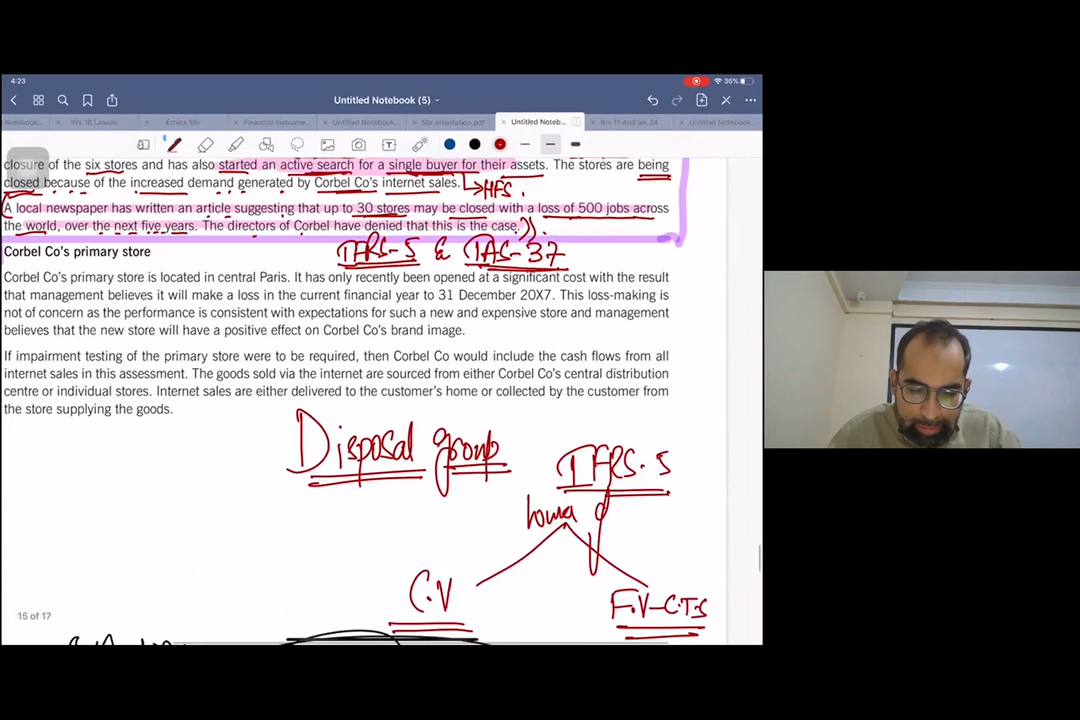 4:23
36%
Untitled Notebook (5)
Notebook...
IAS 16 Lessas
Ethics SBL
Financial Instrume...
Untitled Notebook...
SBR orientation.pdf
Untitled Noteb...
IFRS 11 And ias 28
Untitled Notebook
closure of the six stores and has also started an active search for a single buyer for their assets. The stores are being
closed because of the increased demand generated by Corbel Co's internet sales.
HFS.
A local newspaper has written an article suggesting that up to 30 stores may be closed with a loss of 500 jobs across
the world, over the next five years. The directors of Corbel have denied that this is the case.
IFRS-5 & IAS-37
Corbel Co's primary store
Corbel Co's primary store is located in central Paris. It has only recently been opened at a significant cost with the result
that management believes it will make a loss in the current financial year to 31 December 20X7. This loss-making is
not of concern as the performance is consistent with expectations for such a new and expensive store and management
believes that the new store will have a positive effect on Corbel Co's brand image.
If impairment testing of the primary store were to be required, then Corbel Co would include the cash flows from all
internet sales in this assessment. The goods sold via the internet are sourced from either Corbel Co's central distribution
centre or individual stores. Internet sales are either delivered to the customer's home or collected by the customer from
the store supplying the goods.
Disposal group
IFRS-5
C.V
F.V-C.T.S
15 of 17